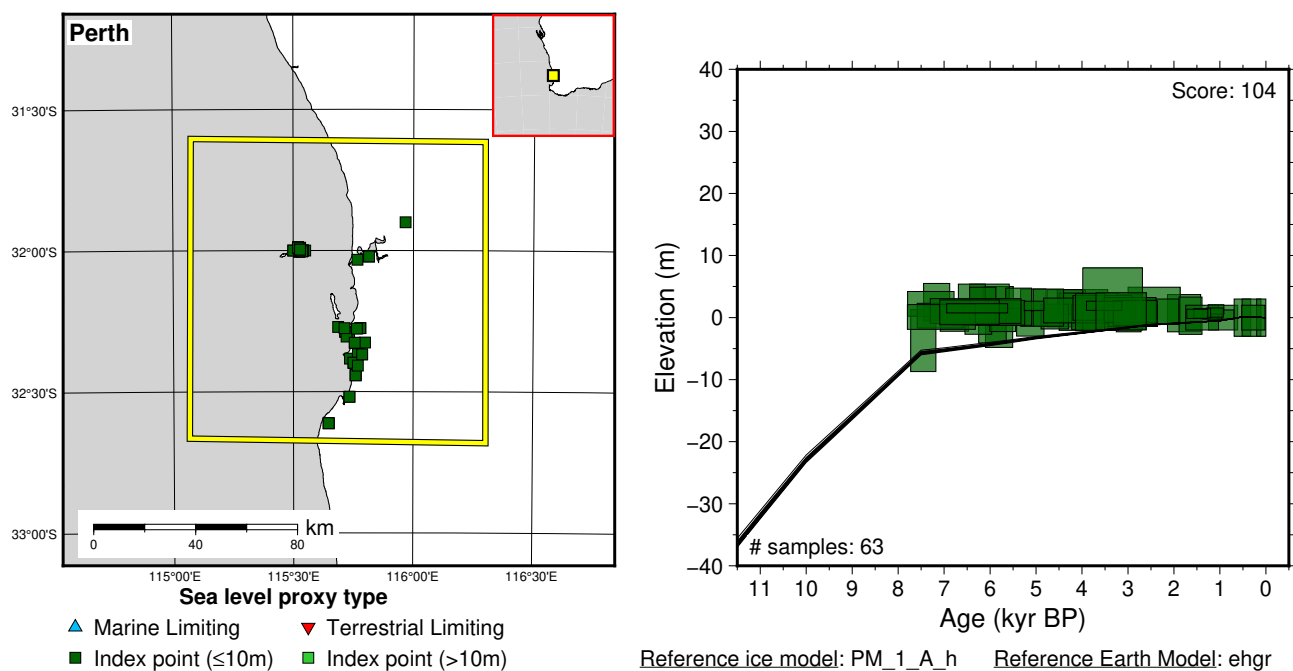 Perth
31°30'S
32°00'S
32°30'S
33°00'S
km
0 40 80
115°00'E 115°30'E 116°00'E 116°30'E
Sea level proxy type
Marine Limiting Terrestrial Limiting
Index point (≤10m) Index point (>10m)
Score: 104
40
30
20
10
0
−10
−20
−30
−40
Elevation (m)
# samples: 63
11 10 9 8 7 6 5 4 3 2 1 0
Age (kyr BP)
Reference ice model: PM_1_A_h Reference Earth Model: ehgr